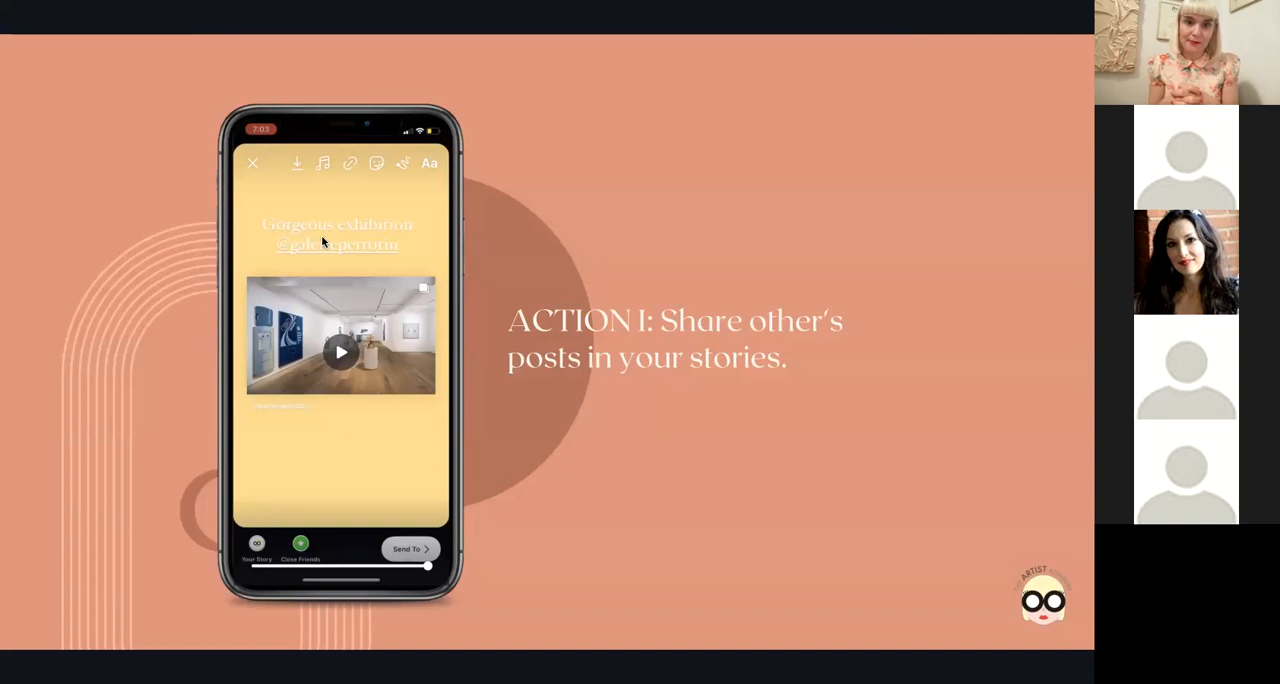 7:03
Aa
Gorgeous exhibition
@galerieperrotin
ACTION I: Share other's
posts in your stories.
Your Story
Close Friends
Send To
ARTIST